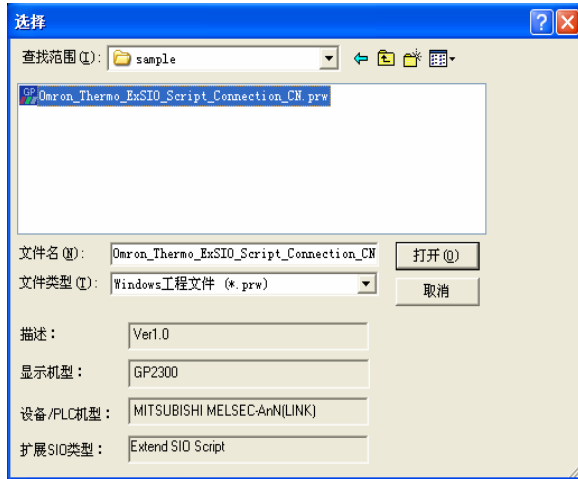 选择
查找范围(I): sample
Omron_Thermo_ExSIO_Script_Connection_CN.prw
文件名(N): Omron_Thermo_ExSIO_Script_Connection_CN 打开(O)
文件类型(T): Windows工程文件 (*.prw) 取消
描述: Ver1.0
显示机型: GP2300
设备/PLC机型: MITSUBISHI MELSEC-AnN(LINK)
扩展SIO类型: Extend SIO Script